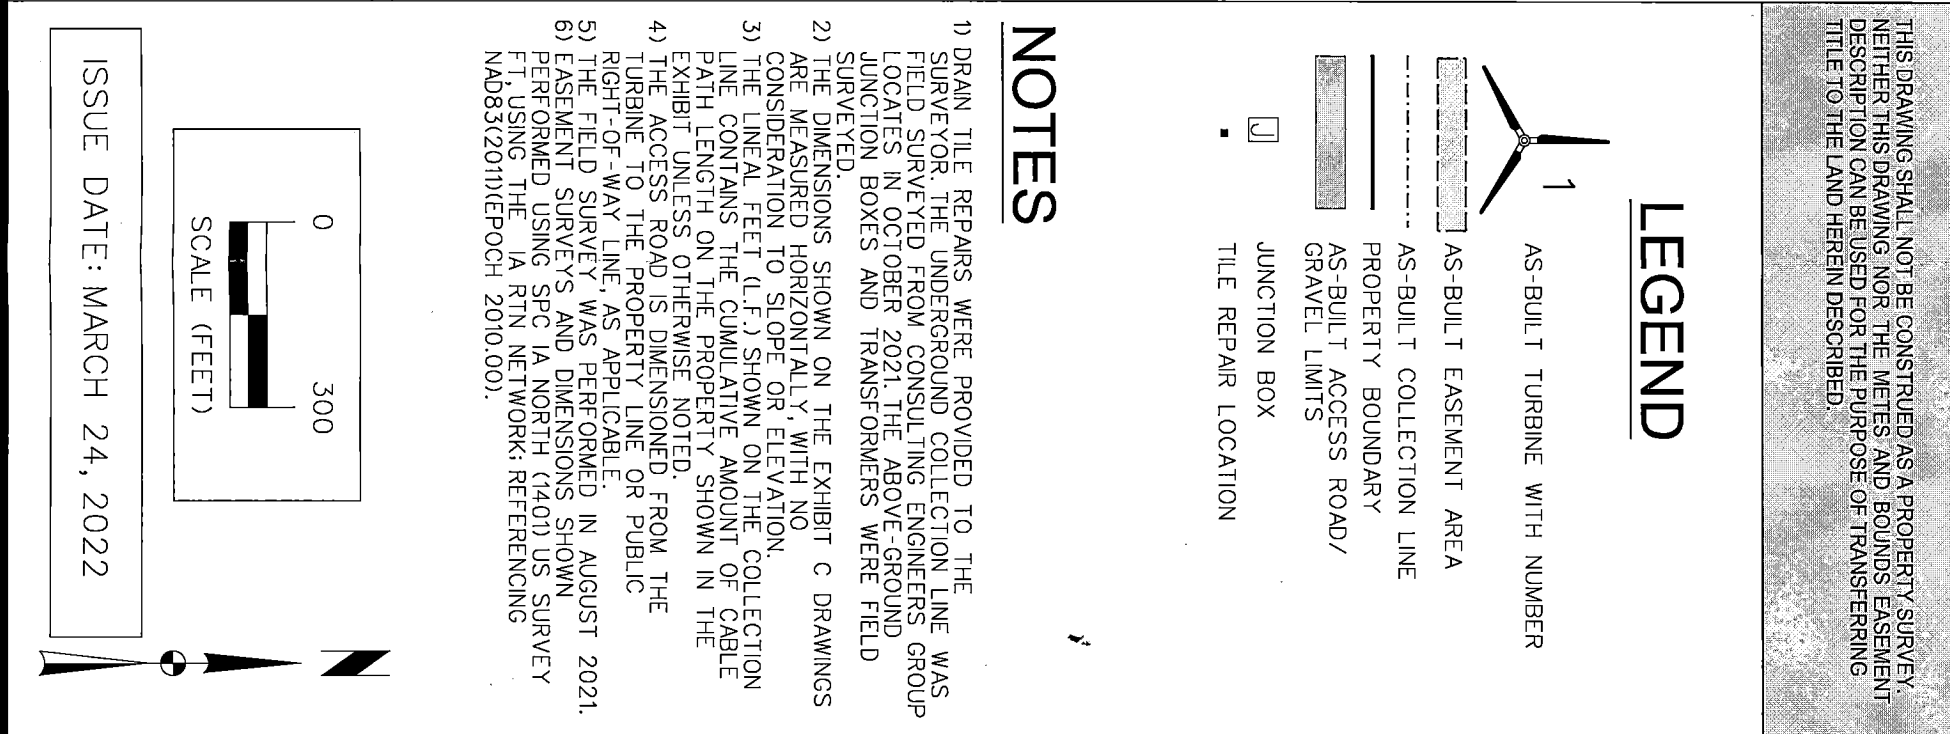 THIS DRAWING SHALL NOT BE CONSTRUED AS A PROPERTY SURVEY.
NEITHER THIS DRAWING NOR THE METES AND BOUNDS EASEMENT
DESCRIPTION CAN BE USED FOR THE PURPOSE OF TRANSFERRING
TITLE TO THE LAND HEREIN DESCRIBED.
LEGEND
1
AS-BUILT TURBINE WITH NUMBER
AS-BUILT EASEMENT AREA
AS-BUILT COLLECTION LINE
PROPERTY BOUNDARY
AS-BUILT ACCESS ROAD/
GRAVEL LIMITS
J
JUNCTION BOX
TILE REPAIR LOCATION
NOTES
1) DRAIN TILE REPAIRS WERE PROVIDED TO THE
SURVEYOR. THE UNDERGROUND COLLECTION LINE WAS
FIELD SURVEYED FROM CONSULTING ENGINEERS GROUP
LOCATES IN OCTOBER 2021. THE ABOVE-GROUND
JUNCTION BOXES AND TRANSFORMERS WERE FIELD
SURVEYED.
2) THE DIMENSIONS SHOWN ON THE EXHIBIT C DRAWINGS
ARE MEASURED HORIZONTALLY, WITH NO
CONSIDERATION TO SLOPE OR ELEVATION.
3) THE LINEAL FEET (L.F.) SHOWN ON THE COLLECTION
LINE CONTAINS THE CUMULATIVE AMOUNT OF CABLE
PATH LENGTH ON THE PROPERTY SHOWN IN THE
EXHIBIT UNLESS OTHERWISE NOTED.
4) THE ACCESS ROAD IS DIMENSIONED FROM THE
TURBINE TO THE PROPERTY LINE OR PUBLIC
RIGHT-OF-WAY LINE, AS APPLICABLE.
5) THE FIELD SURVEY WAS PERFORMED IN AUGUST 2021.
6) EASEMENT SURVEYS AND DIMENSIONS SHOWN
PERFORMED USING SPC IA NORTH (1401) US SURVEY
FT, USING THE IA RTN NETWORK; REFERENCING
NAD83(2011)(EPOCH 2010.00).
0 300
SCALE (FEET)
N
ISSUE DATE: MARCH 24, 2022